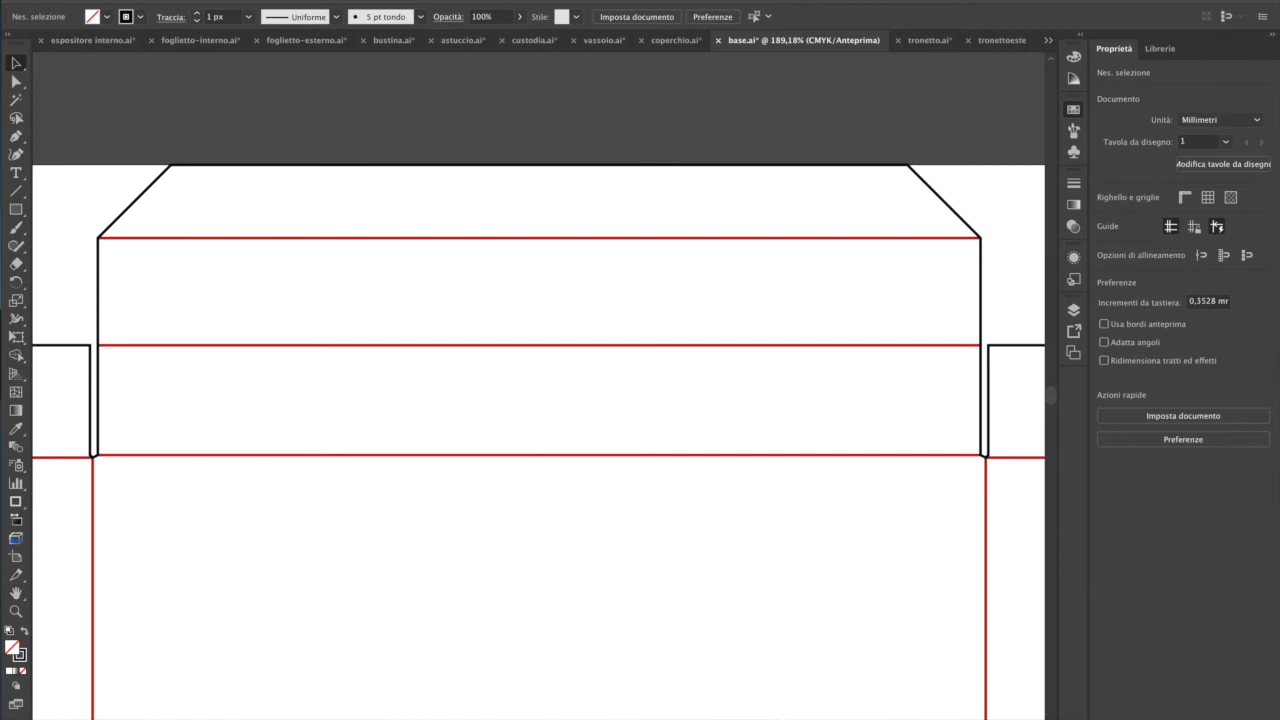 Nes. selezione Traccia: 1 px Uniforme 5 pt tondo Opacità: 100% Stile: Imposta documento Preferenze
espositore interno.ai* foglietto-interno.ai* foglietto-esterno.ai* bustina.ai* astuccio.ai* custodia.ai* vassoio.ai* coperchio.ai* base.ai* @ 189,18% (CMYK/Anteprima) tronetto.ai* tronettoeste
Proprietà Librerie
Nes. selezione
Documento
Unità: Millimetri
Tavola da disegno: 1
Modifica tavole da disegno
Righello e griglie
Guide
Opzioni di allineamento
Preferenze
Incrementi da tastiera: 0,3528 mr
Usa bordi anteprima
Adatta angoli
Ridimensiona tratti ed effetti
Azioni rapide
Imposta documento
Preferenze